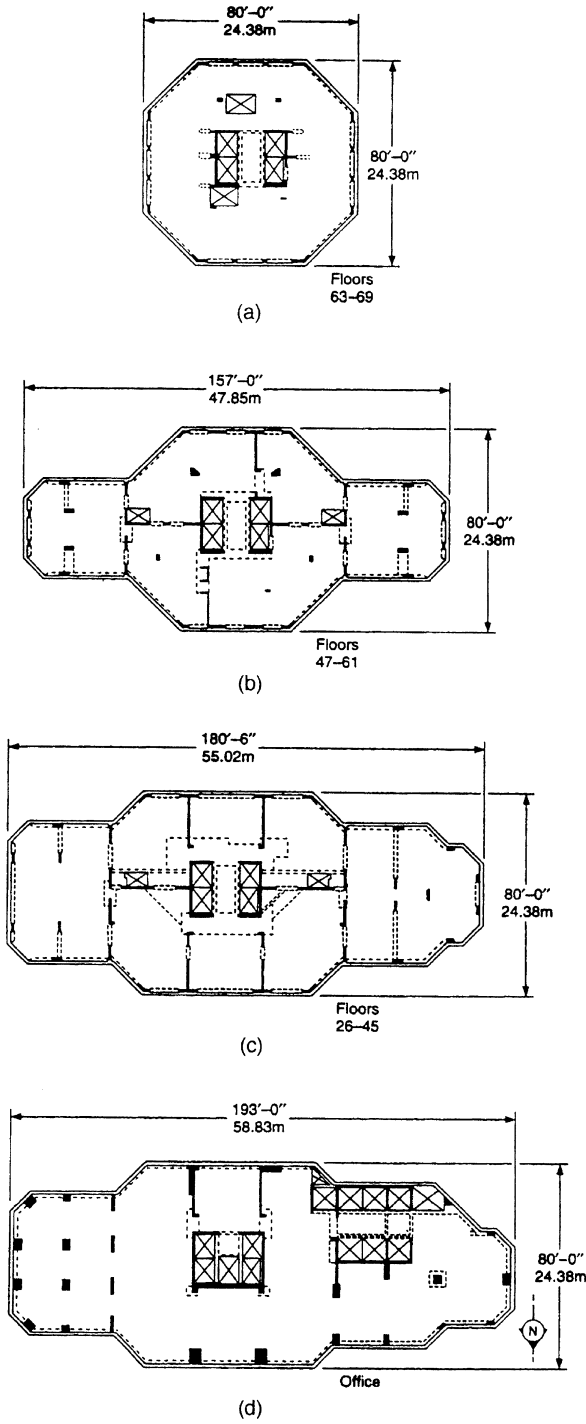 80′–0″
24.38m
80′–0″
24.38m
Floors
63–69
(a)
157′–0″
47.85m
80′–0″
24.38m
Floors
47–61
(b)
180′–6″
55.02m
80′–0″
24.38m
Floors
26–45
(c)
193′–0″
58.83m
80′–0″
24.38m
N
Office
(d)